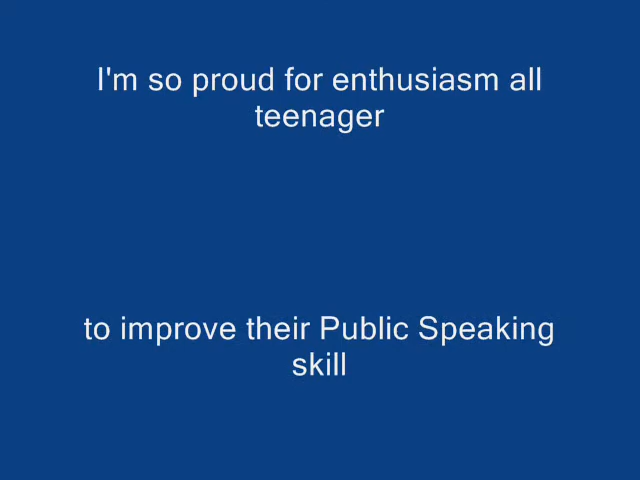 I'm so proud for enthusiasm all
teenager
to improve their Public Speaking
skill